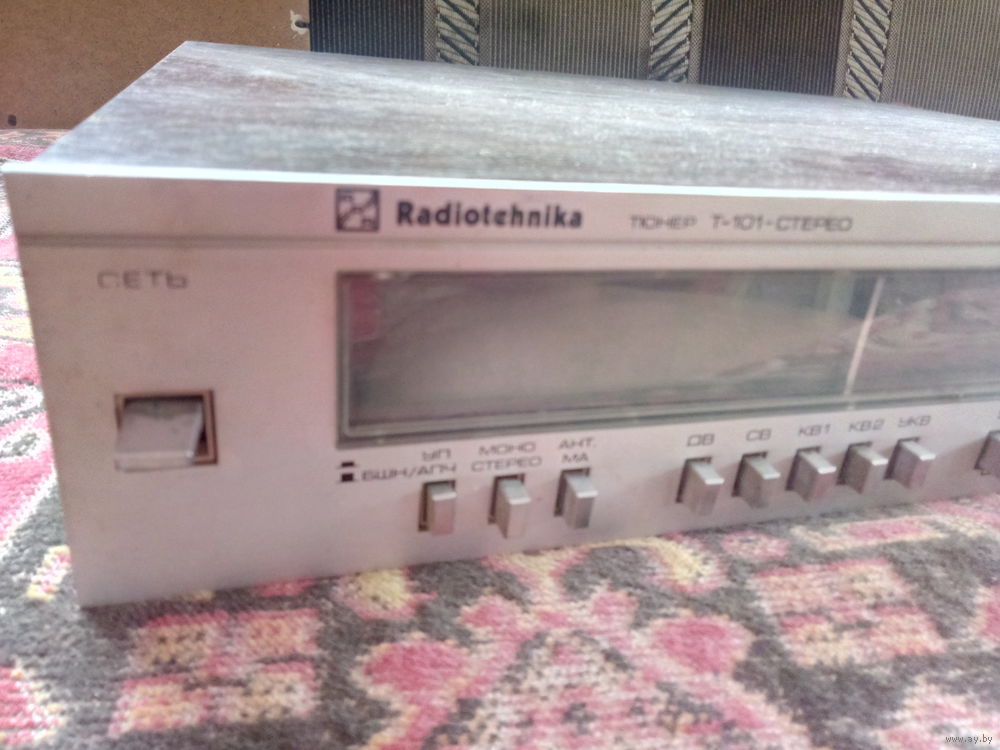 Radiotehnika ТЮНЕР Т-101-СТЕРЕО
СЕТЬ
УП МОНО АНТ.
БШН/АПЧ СТЕРЕО МА
ДВ СВ КВ1 КВ2 УКВ
www.ay.by